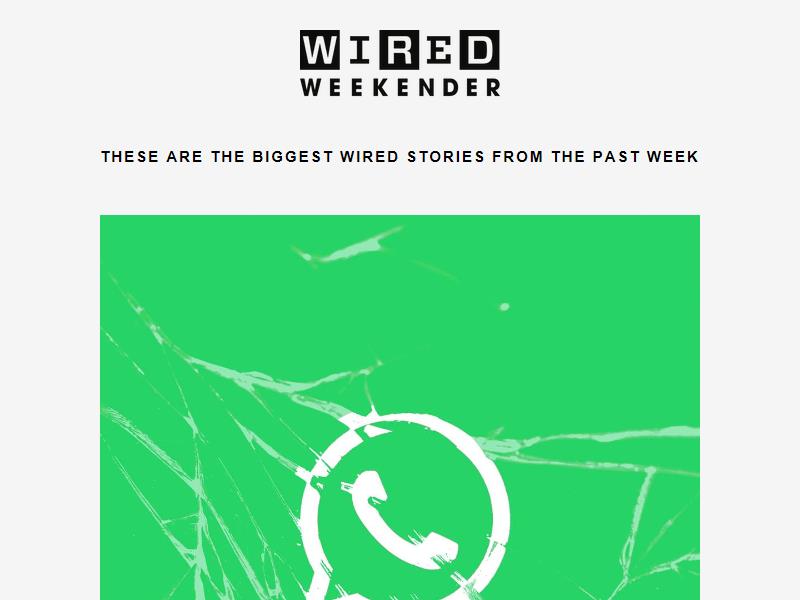 WIRED
WEEKENDER
THESE ARE THE BIGGEST WIRED STORIES FROM THE PAST WEEK